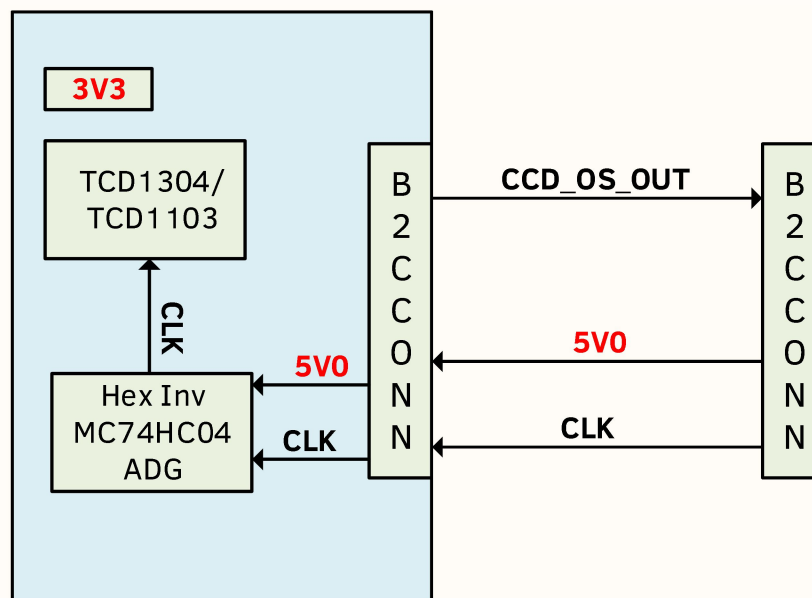 3V3
TCD1304/
TCD1103
CLK
Hex Inv
MC74HC04
ADG
5V0
CLK
B
2
C
C
O
N
N
CCD_OS_OUT
5V0
CLK
B
2
C
C
O
N
N